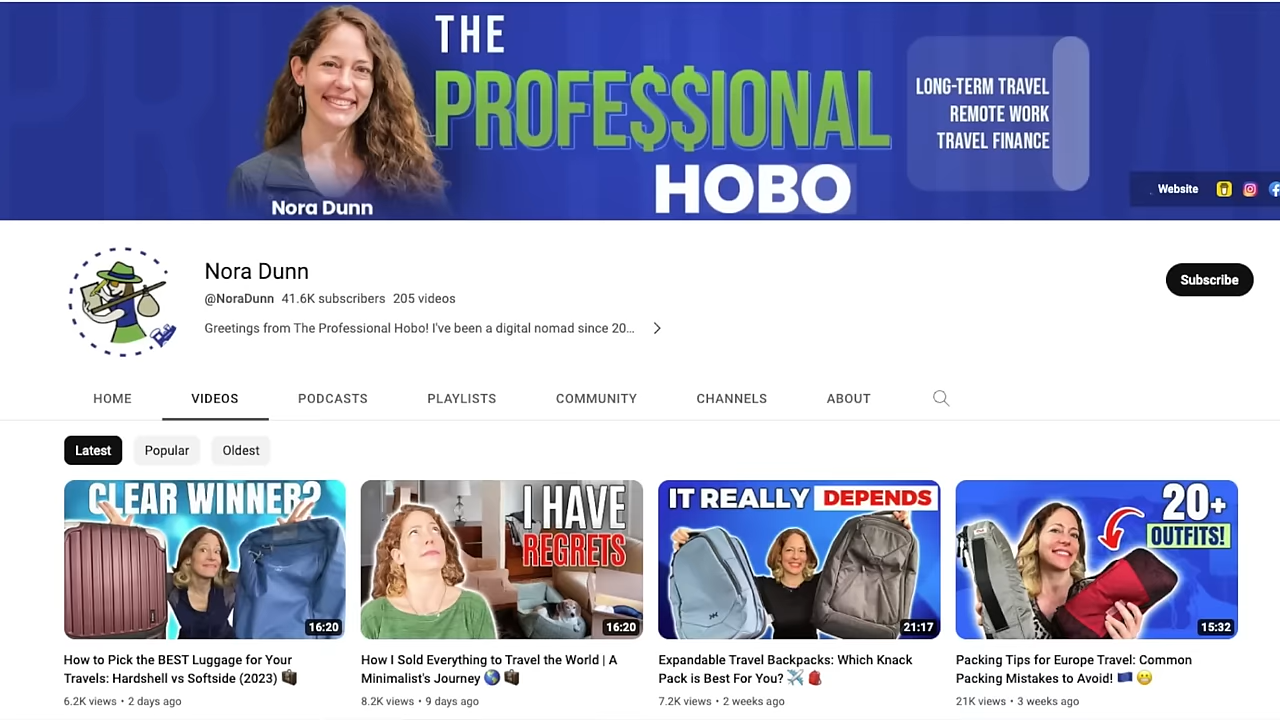 THE
PROFE$$IONAL
HOBO
LONG-TERM TRAVEL
REMOTE WORK
TRAVEL FINANCE
Nora Dunn
Website
Nora Dunn
@NoraDunn 41.6K subscribers 205 videos
Greetings from The Professional Hobo! I've been a digital nomad since 20...
Subscribe
HOME VIDEOS PODCASTS PLAYLISTS COMMUNITY CHANNELS ABOUT
Latest Popular Oldest
CLEAR WINNER?
16:20
How to Pick the BEST Luggage for Your
Travels: Hardshell vs Softside (2023) 🧳
6.2K views • 2 days ago
I HAVE
REGRETS
16:20
How I Sold Everything to Travel the World | A
Minimalist's Journey 🌎 🧳
8.2K views • 9 days ago
IT REALLY DEPENDS
21:17
Expandable Travel Backpacks: Which Knack
Pack is Best For You? ✈️ 🎒
7.2K views • 2 weeks ago
20+
OUTFITS!
15:32
Packing Tips for Europe Travel: Common
Packing Mistakes to Avoid! 🇪🇺 😬
21K views • 3 weeks ago